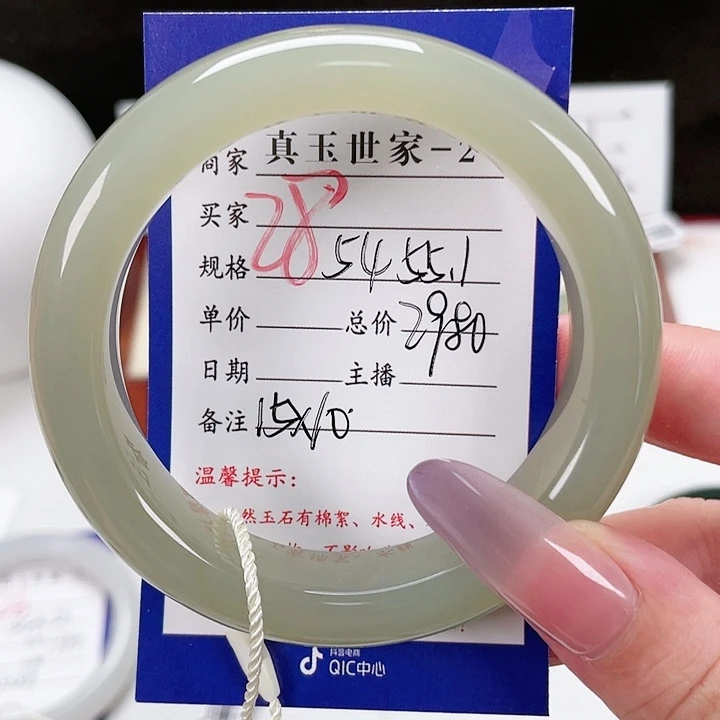 商家 真玉世家-2
买家 28
规格 54 55.1
单价 总价 2980
日期 主播
备注 15×10
温馨提示:
然玉石有棉絮、水线、
抖音电商
QIC中心